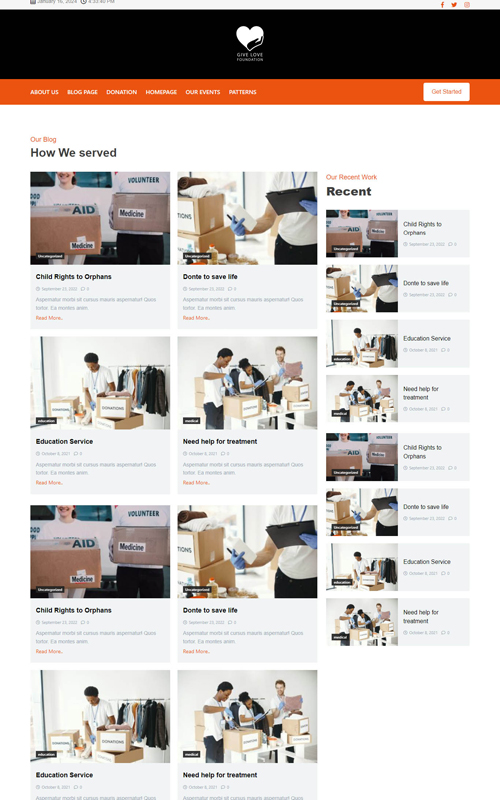 January 16, 2024 4:33:40 PM
GIVE LOVE
FOUNDATION
ABOUT US BLOG PAGE DONATION HOMEPAGE OUR EVENTS PATTERNS
Get Started
Our Blog
How We served
VOLUNTEER
AID
Medicine
Uncategorized
Child Rights to Orphans
September 23, 2022 0
Aspernatur morbi sit cursus mauris aspernatur! Quos
tortor. Ea montes anim
Read More..
Uncategorized
Donte to save life
September 23, 2022 0
Aspernatur morbi sit cursus mauris aspernatur! Quos
tortor. Ea montes anim
Read More..
DONATIONS
education
Education Service
October 8, 2021 0
Aspernatur morbi sit cursus mauris aspernatur! Quos
tortor. Ea montes anim
Read More..
DONATIONS
medical
Need help for treatment
October 8, 2021 0
Aspernatur morbi sit cursus mauris aspernatur! Quos
tortor. Ea montes anim
Read More..
VOLUNTEER
AID
Medicine
Uncategorized
Child Rights to Orphans
September 23, 2022 0
Aspernatur morbi sit cursus mauris aspernatur! Quos
tortor. Ea montes anim
Read More..
Uncategorized
Donte to save life
September 23, 2022 0
Aspernatur morbi sit cursus mauris aspernatur! Quos
tortor. Ea montes anim
Read More..
DONATIONS
education
Education Service
October 8, 2021 0
Aspernatur morbi sit cursus mauris aspernatur! Quos
tortor. Ea montes anim
DONATIONS
medical
Need help for treatment
October 8, 2021 0
Aspernatur morbi sit cursus mauris aspernatur! Quos
tortor. Ea montes anim
Our Recent Work
Recent
Uncategorized
Child Rights to
Orphans
September 23, 2022 0
Uncategorized
Donte to save life
September 23, 2022 0
education
Education Service
October 8, 2021 0
medical
Need help for
treatment
October 8, 2021 0
Uncategorized
Child Rights to
Orphans
September 23, 2022 0
Uncategorized
Donte to save life
September 23, 2022 0
education
Education Service
October 8, 2021 0
medical
Need help for
treatment
October 8, 2021 0